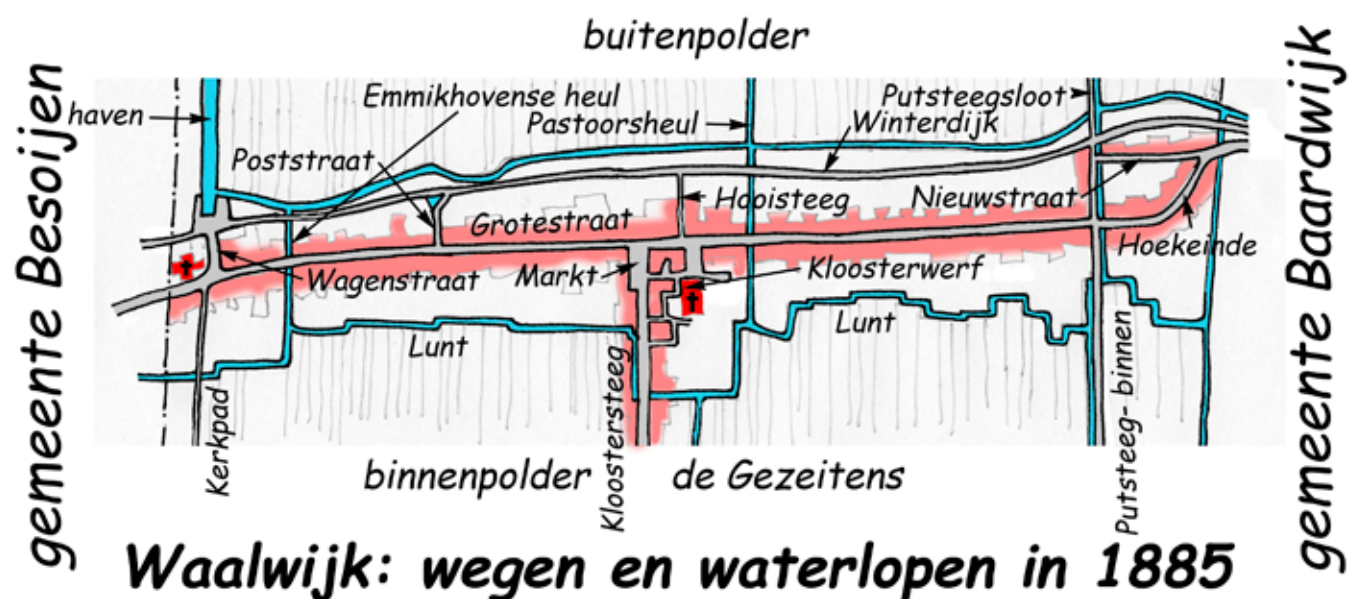 buitenpolder
gemeente Besoijen
gemeente Baardwijk
haven
Emmikhovense heul
Putsteegsloot
Pastoorsheul
Winterdijk
Poststraat
Hooisteeg
Nieuwstraat
Grotestraat
Hoekeinde
Wagenstraat
Markt
Kloosterwerf
Lunt
Lunt
Kerkpad
Kloostersteeg
Putsteeg- binnen
binnenpolder
de Gezeitens
Waalwijk: wegen en waterlopen in 1885